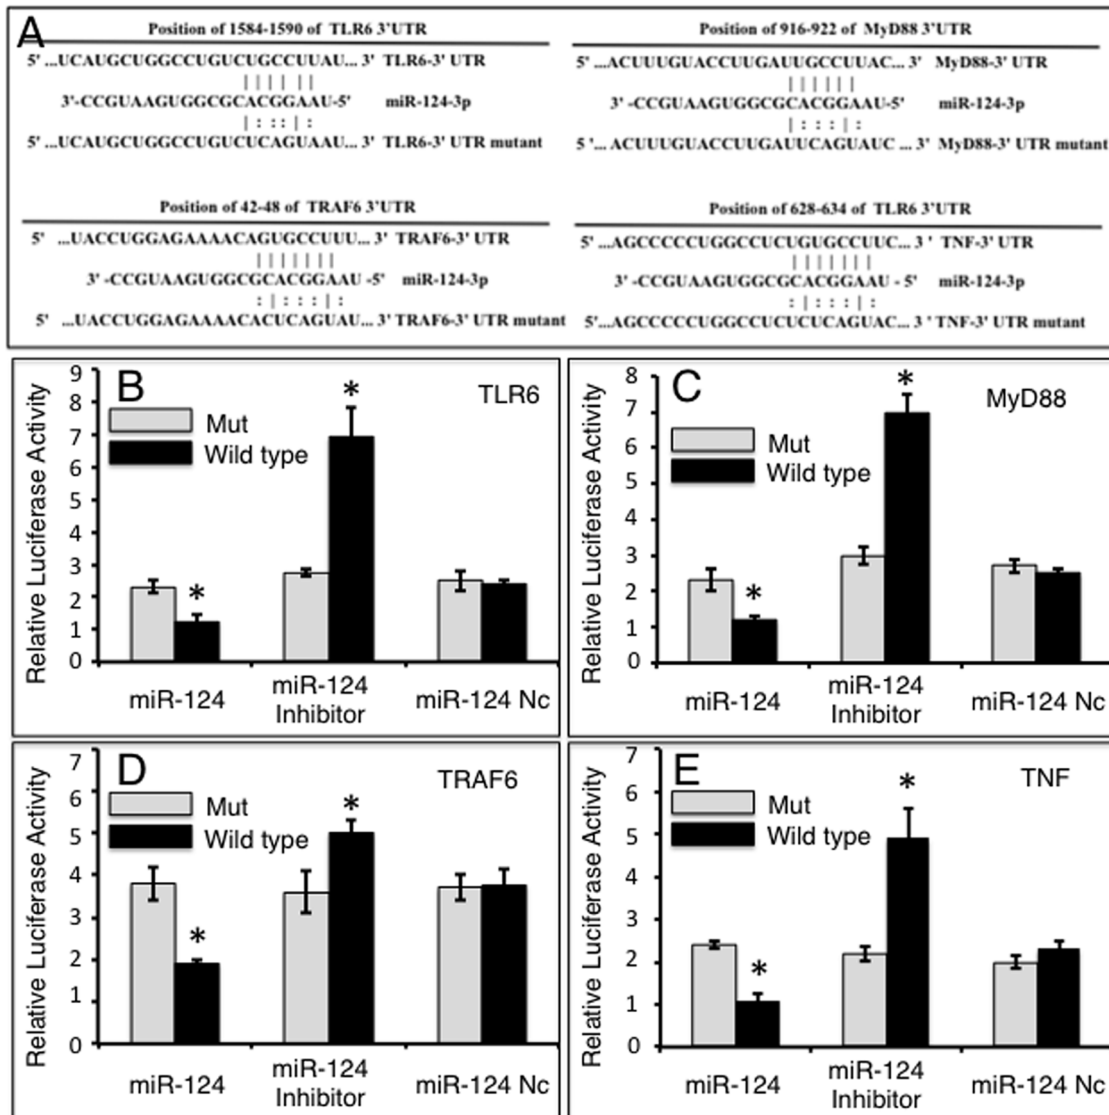 A
Position of 1584-1590 of TLR6 3'UTR
5' ...UCAUGCUGGCCUGUCUGCCUUAU... 3' TLR6-3' UTR
3'-CCGUAAGUGGCGCACGGAAU-5' miR-124-3p
5' ...UCAUGCUGGCCUGUCUCAGUAAU... 3' TLR6-3' UTR mutant
Position of 916-922 of MyD88 3'UTR
5' ...ACUUUGUACCUUGAUUGCCUUAC... 3' MyD88-3' UTR
3' -CCGUAAGUGGCGCACGGAAU-5' miR-124-3p
5 '... ACUUUGUACCUUGAUUCAGUAUC ... 3' MyD88-3' UTR mutant
Position of 42-48 of TRAF6 3'UTR
5' ...UACCUGGAGAAAACAGUGCCUUU... 3' TRAF6-3' UTR
3' -CCGUAAGUGGCGCACGGAAU -5' miR-124-3p
5' ...UACCUGGAGAAAACACUCAGUAU... 3' TRAF6-3' UTR mutant
Position of 628-634 of TLR6 3'UTR
5' ...AGCCCCCUGGCCUCUGUGCCUUC... 3 ' TNF-3' UTR
3' -CCGUAAGUGGCGCACGGAAU - 5' miR-124-3p
5' ...AGCCCCCUGGCCUCUCUCAGUAC... 3 ' TNF-3' UTR mutant
B
TLR6
Mut
Wild type
Relative Luciferase Activity
9
8
7
6
5
4
3
2
1
0
*
*
miR-124
miR-124 Inhibitor
miR-124 Nc
C
MyD88
Mut
Wild type
Relative Luciferase Activity
8
7
6
5
4
3
2
1
0
*
*
miR-124
miR-124 Inhibitor
miR-124 Nc
D
TRAF6
Mut
Wild type
Relative Luciferase Activity
7
6
5
4
3
2
1
0
*
*
miR-124
miR-124 Inhibitor
miR-124 Nc
E
TNF
Mut
Wild type
Relative Luciferase Activity
7
6
5
4
3
2
1
0
*
*
miR-124
miR-124 Inhibitor
miR-124 Nc